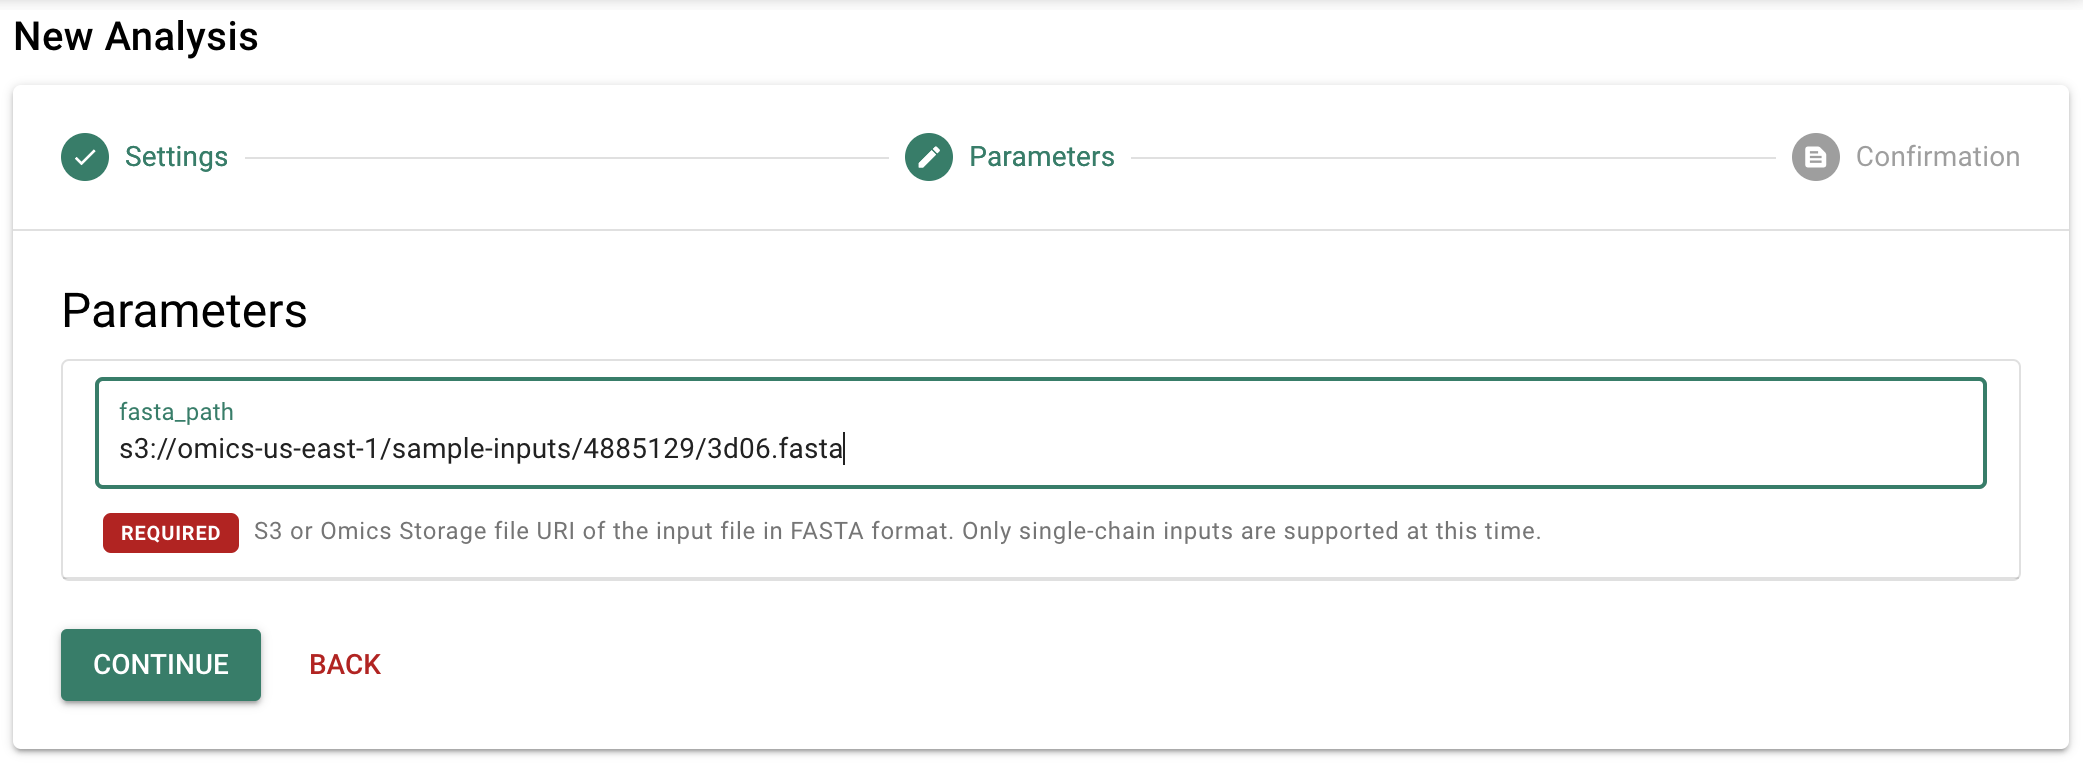 New Analysis
Settings
Parameters
Confirmation
Parameters
fasta_path
s3://omics-us-east-1/sample-inputs/4885129/3d06.fasta
REQUIRED S3 or Omics Storage file URI of the input file in FASTA format. Only single-chain inputs are supported at this time.
CONTINUE BACK